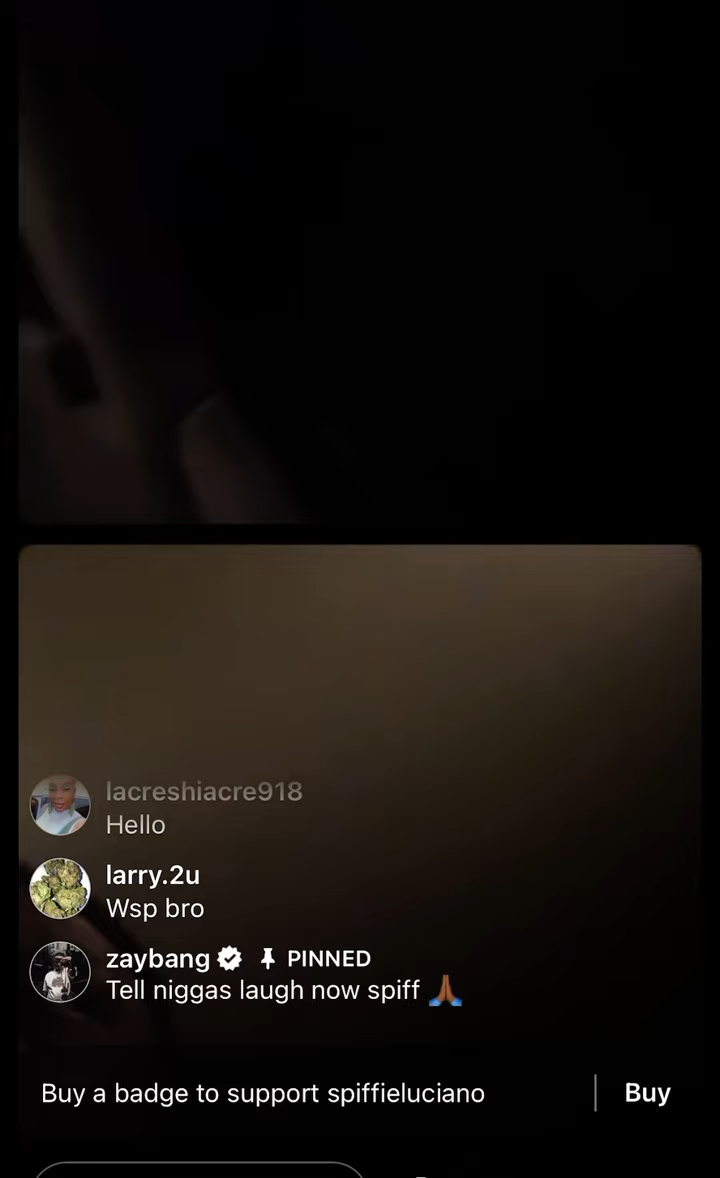 lacreshiacre918
Hello
larry.2u
Wsp bro
zaybang PINNED
Tell niggas laugh now spiff 🙏🏾
Buy a badge to support spiffieluciano
Buy